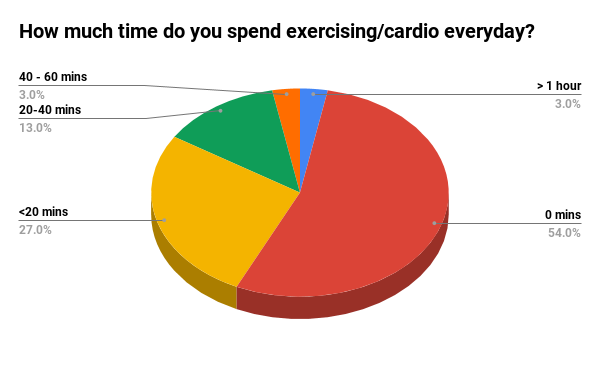 How much time do you spend exercising/cardio everyday?
40 - 60 mins
3.0%
20-40 mins
13.0%
<20 mins
27.0%
> 1 hour
3.0%
0 mins
54.0%